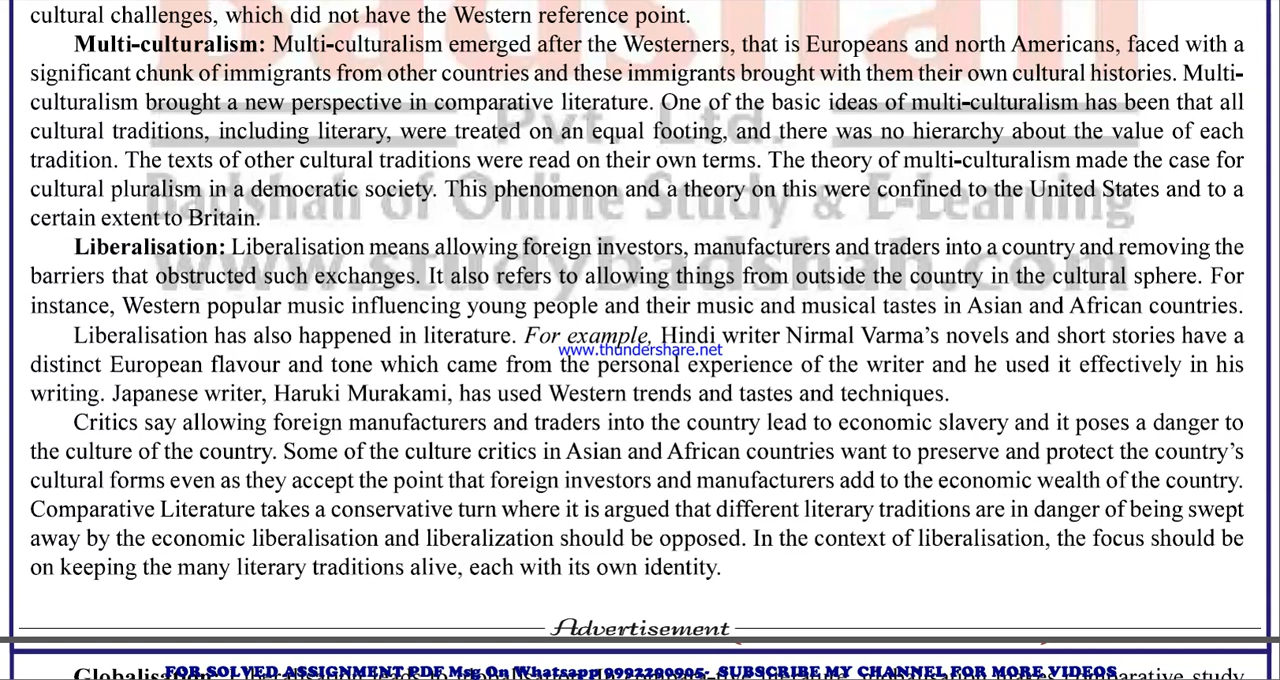 cultural challenges, which did not have the Western reference point.
Multi-culturalism: Multi-culturalism emerged after the Westerners, that is Europeans and north Americans, faced with a
significant chunk of immigrants from other countries and these immigrants brought with them their own cultural histories. Multi-
culturalism brought a new perspective in comparative literature. One of the basic ideas of multi-culturalism has been that all
cultural traditions, including literary, were treated on an equal footing, and there was no hierarchy about the value of each
tradition. The texts of other cultural traditions were read on their own terms. The theory of multi-culturalism made the case for
cultural pluralism in a democratic society. This phenomenon and a theory on this were confined to the United States and to a
certain extent to Britain.
Liberalisation: Liberalisation means allowing foreign investors, manufacturers and traders into a country and removing the
barriers that obstructed such exchanges. It also refers to allowing things from outside the country in the cultural sphere. For
instance, Western popular music influencing young people and their music and musical tastes in Asian and African countries.
Liberalisation has also happened in literature. For example, Hindi writer Nirmal Varma's novels and short stories have a
www.thundershare.net
distinct European flavour and tone which came from the personal experience of the writer and he used it effectively in his
writing. Japanese writer, Haruki Murakami, has used Western trends and tastes and techniques.
Critics say allowing foreign manufacturers and traders into the country lead to economic slavery and it poses a danger to
the culture of the country. Some of the culture critics in Asian and African countries want to preserve and protect the country's
cultural forms even as they accept the point that foreign investors and manufacturers add to the economic wealth of the country.
Comparative Literature takes a conservative turn where it is argued that different literary traditions are in danger of being swept
away by the economic liberalisation and liberalization should be opposed. In the context of liberalisation, the focus should be
on keeping the many literary traditions alive, each with its own identity.
Pvt. Ltd.
Badshah of Online Study & E-Learning
www.studybadshah.com
Advertisement
FOR SOLVED ASSIGNMENT PDF Msg On Whatsapp 9992299905- SUBSCRIBE MY CHANNEL FOR MORE VIDEOS